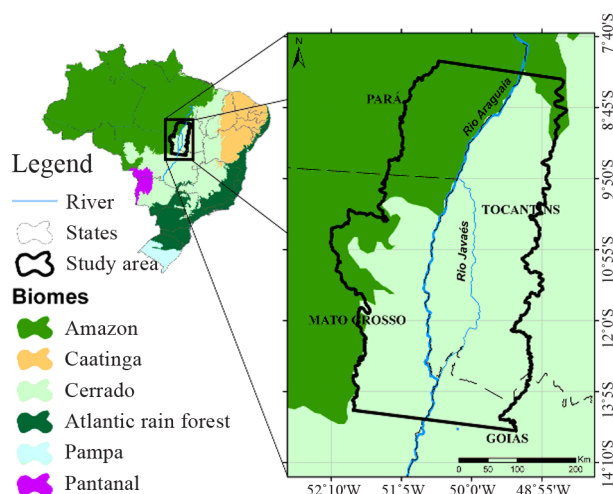 Legend
River
States
Study area
Biomes
Amazon
Caatinga
Cerrado
Atlantic rain forest
Pampa
Pantanal
N
PARÁ
Rio Araguaia
TOCANTINS
Rio Javaés
MATO GROSSO
GOIAS
0 50 100 200 Km
7°40'S
8°45'S
9°50'S
10°55'S
12°0'S
13°5'S
14°10'S
52°10'W 51°5'W 50°0'W 48°55'W